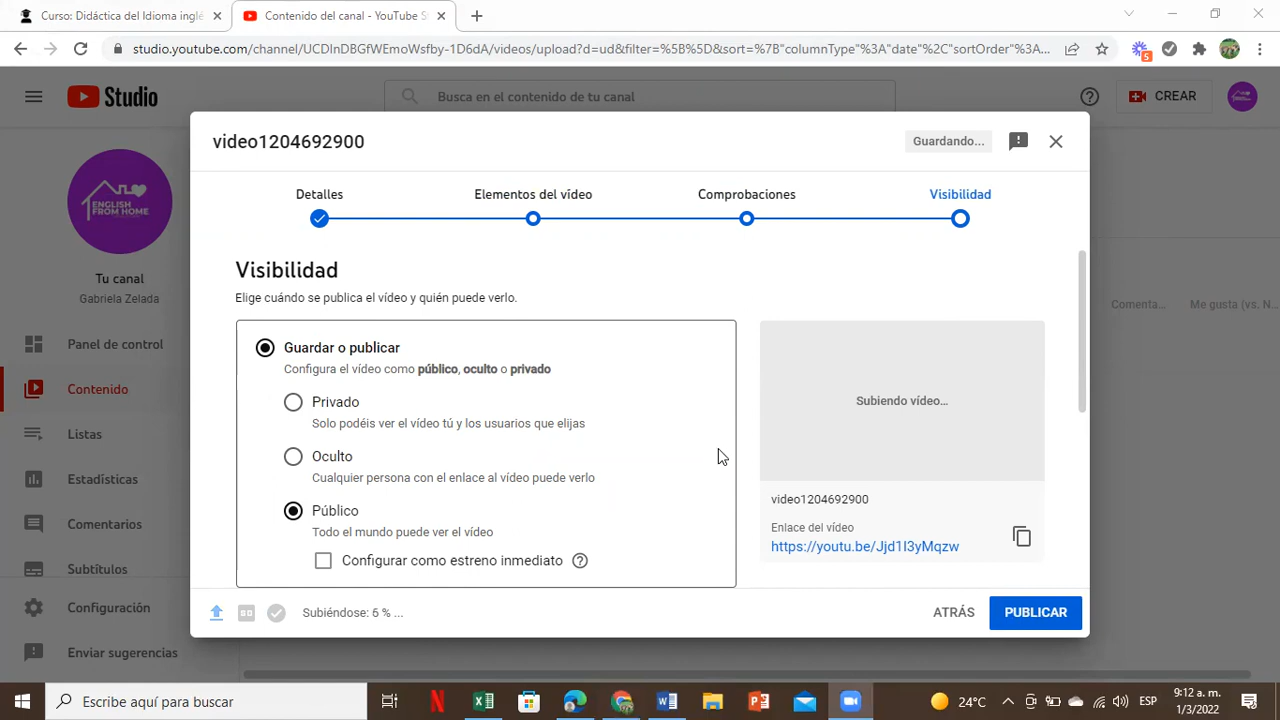 Curso: Didáctica del Idioma inglé
Contenido del canal - YouTube S
studio.youtube.com/channel/UCDlnDBGfWEmoWsfby-1D6dA/videos/upload?d=ud&filter=%5B%5D&sort=%7B"columnType"%3A"date"%2C"sortOrder"%3A...
5
Studio
Busca en el contenido de tu canal
CREAR
ENGLISH
FROM HOME
Tu canal
Gabriela Zelada
Panel de control
Contenido
Listas
Estadísticas
Comentarios
Subtítulos
Configuración
Enviar sugerencias
Comenta...
Me gusta (vs. N...
video1204692900
Guardando...
Detalles
Elementos del vídeo
Comprobaciones
Visibilidad
Visibilidad
Elige cuándo se publica el vídeo y quién puede verlo.
Guardar o publicar
Configura el vídeo como público, oculto o privado
Privado
Solo podéis ver el vídeo tú y los usuarios que elijas
Oculto
Cualquier persona con el enlace al vídeo puede verlo
Público
Todo el mundo puede ver el vídeo
Configurar como estreno inmediato
Subiendo vídeo...
video1204692900
Enlace del vídeo
https://youtu.be/Jjd1I3yMqzw
Subiéndose: 6 % ...
ATRÁS
PUBLICAR
Escribe aquí para buscar
24°C
ESP
9:12 a. m.
1/3/2022